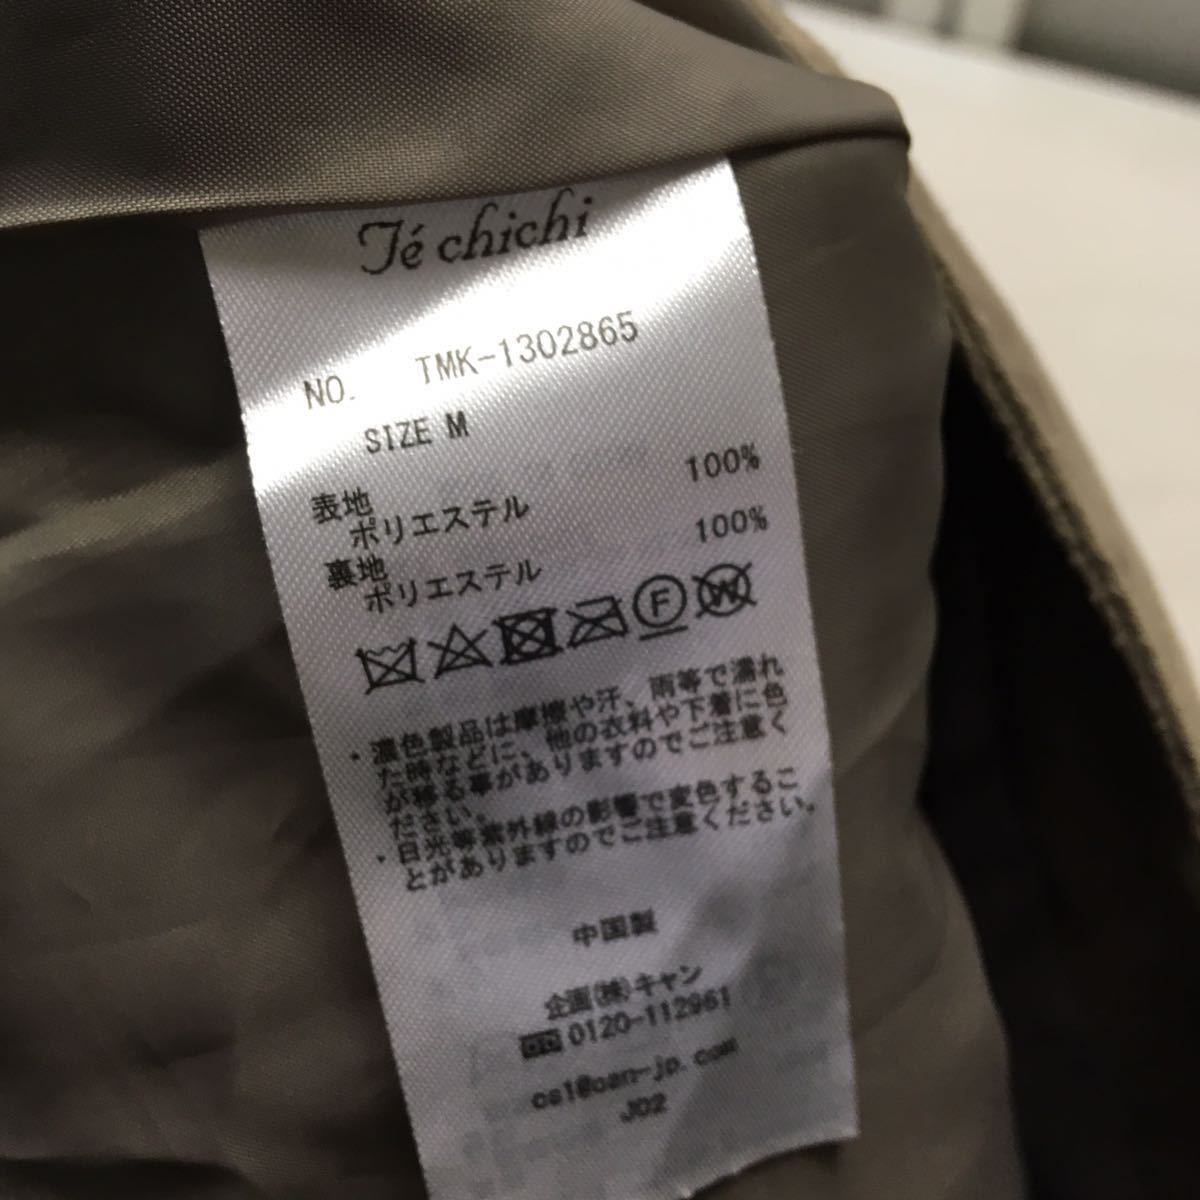 Té chichi
NO. TMK-1302865
SIZE M
表地
ポリエステル 100%
裏地
ポリエステル 100%
F W
・濃色製品は摩擦や汗、雨等で濡れ
た時などに、他の衣料や下着に色
が移る事がありますのでご注意く
ださい。
・日光等紫外線の影響で変色するこ
とがありますのでご注意ください。
中国製
企画(株)キャン
0120-112961
cs1@can-jp.com
J02